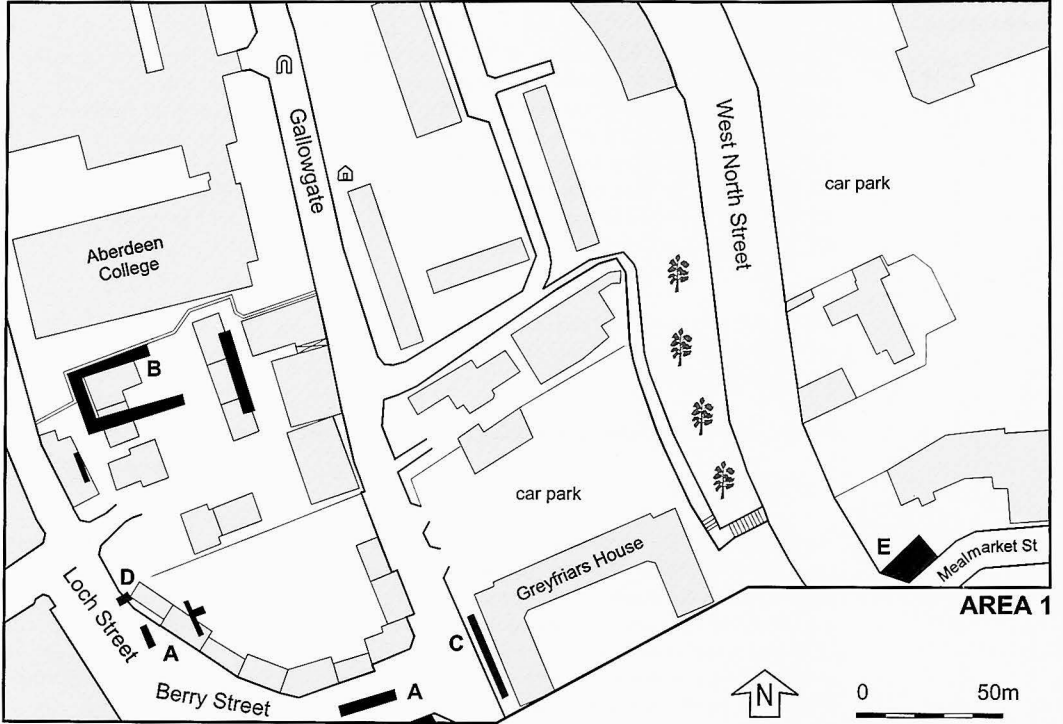 Gallowgate
West North Street
car park
Aberdeen
College
B
car park
E
Mealmarket St
Greyfriars House
D
Loch Street
A
C
AREA 1
Berry Street
A
N
0 50m